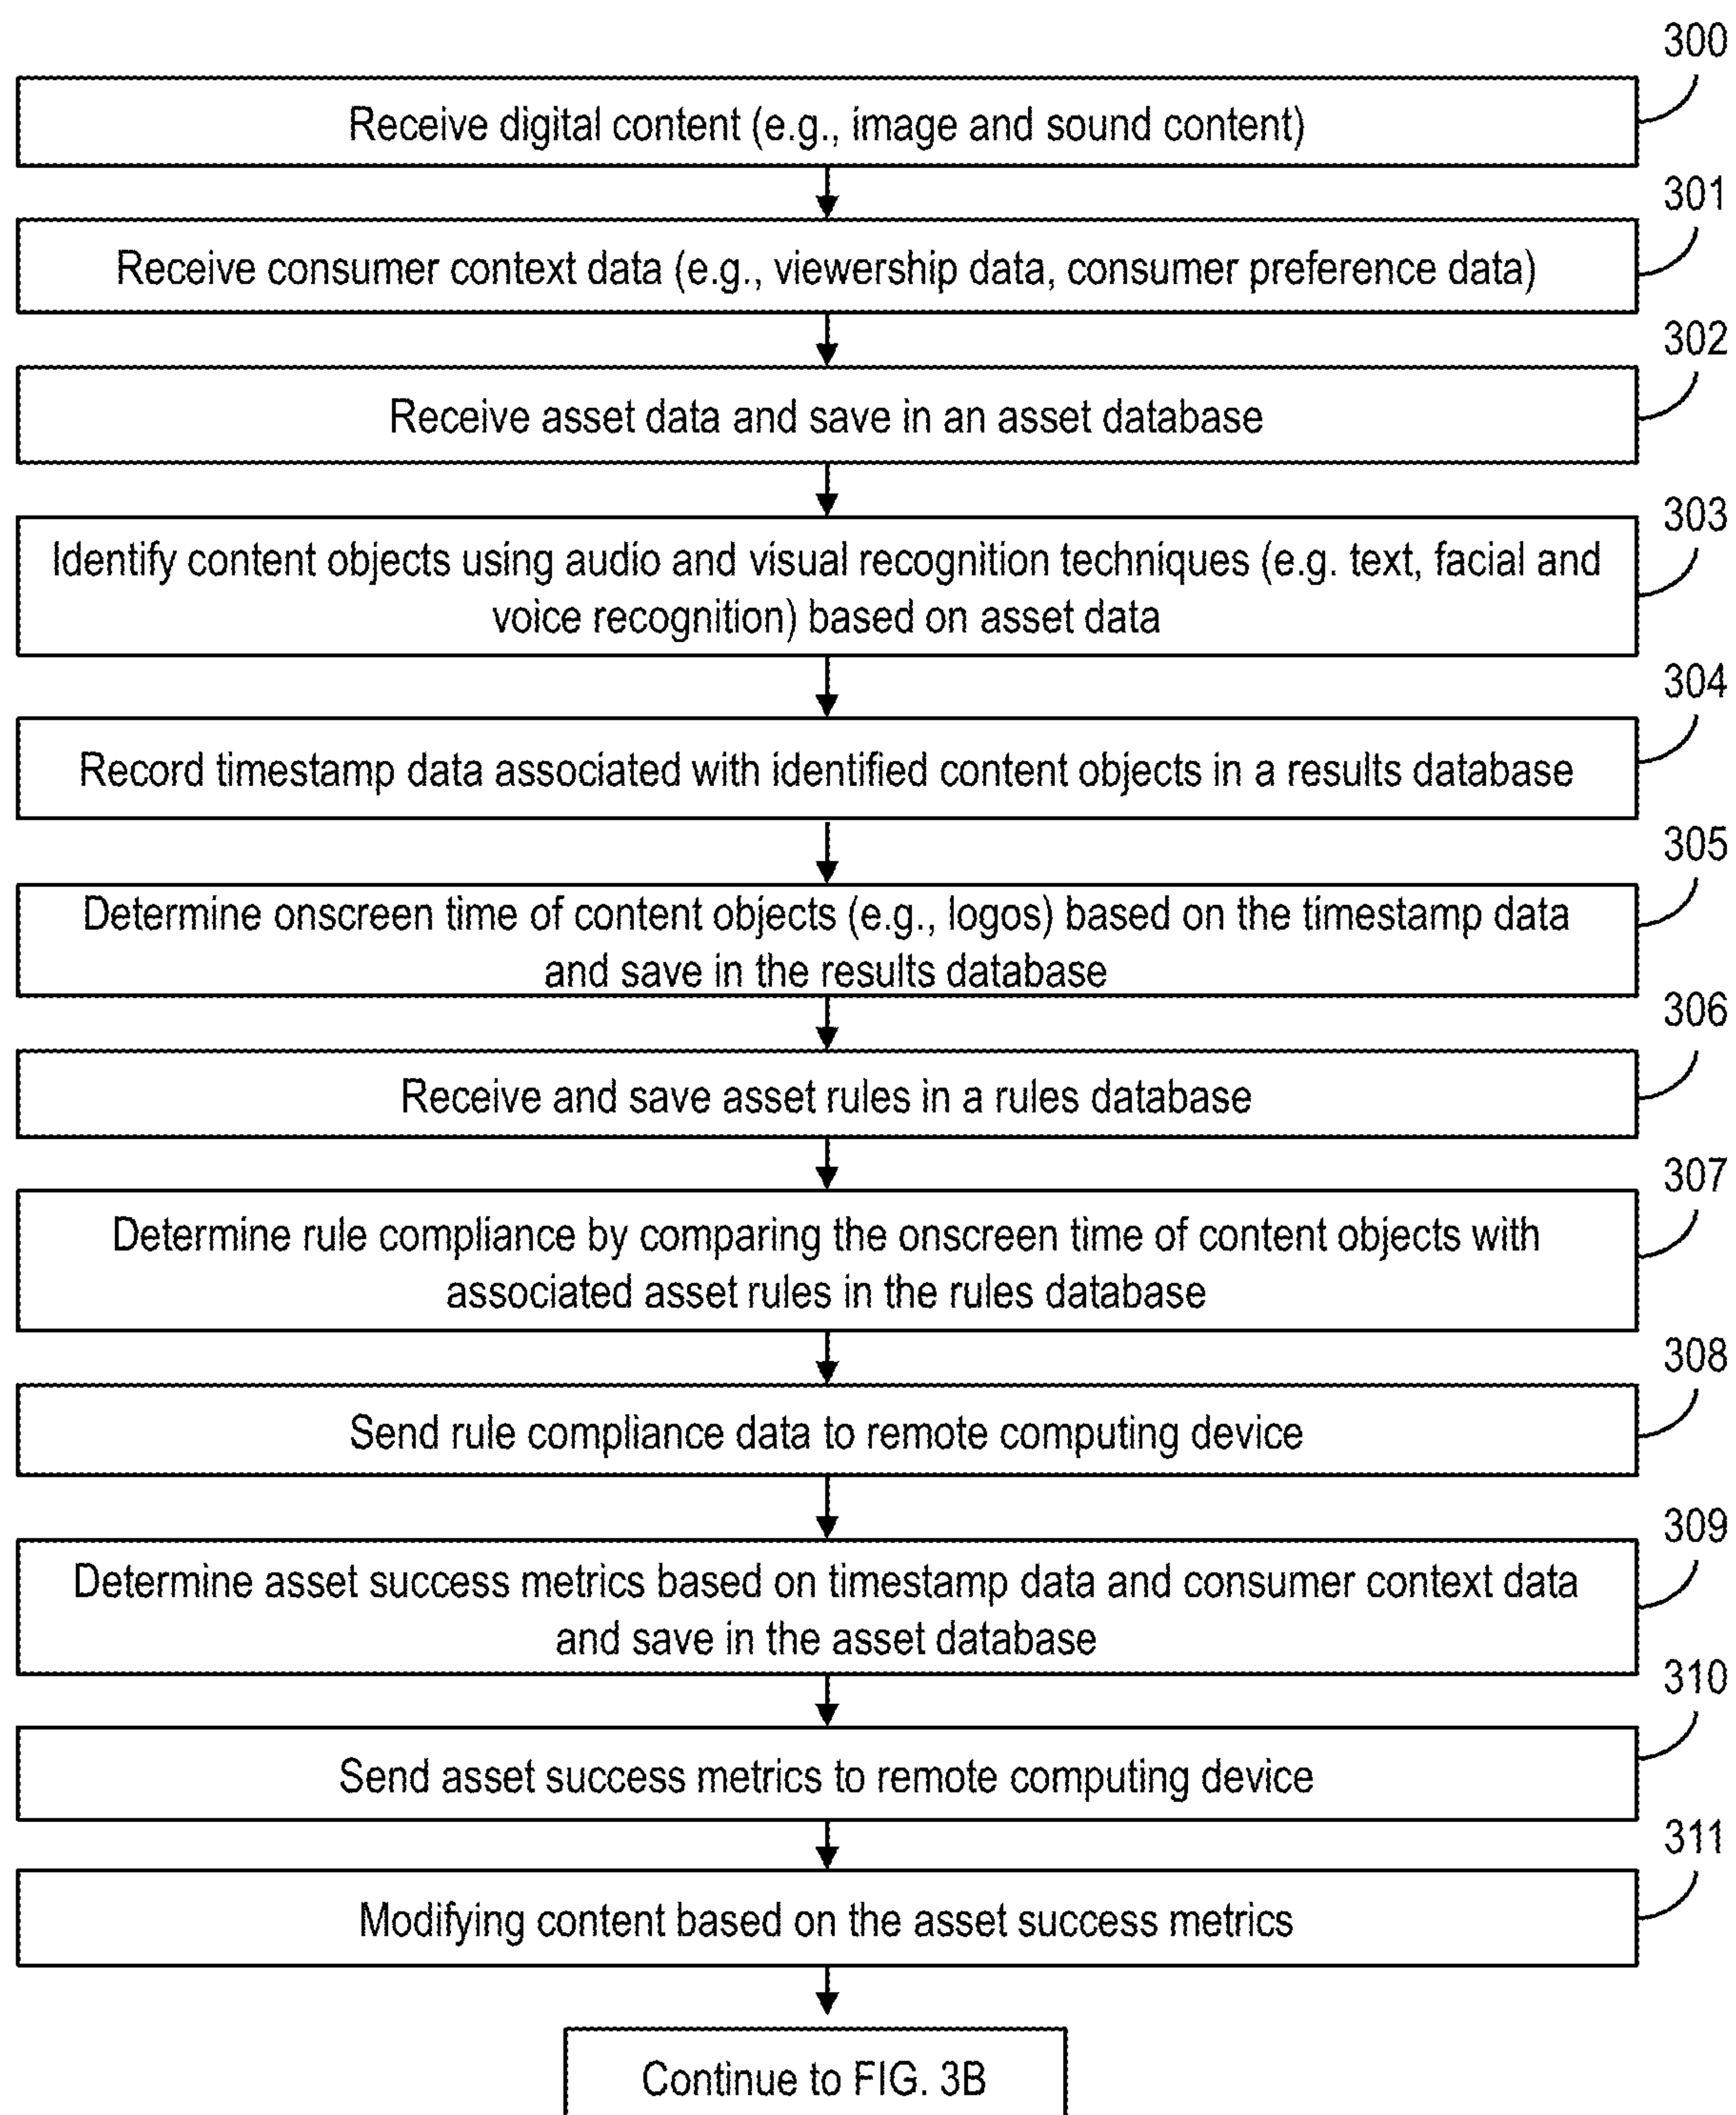 300
Receive digital content (e.g., image and sound content)
301
Receive consumer context data (e.g., viewership data, consumer preference data)
302
Receive asset data and save in an asset database
303
Identify content objects using audio and visual recognition techniques (e.g. text, facial and
voice recognition) based on asset data
304
Record timestamp data associated with identified content objects in a results database
305
Determine onscreen time of content objects (e.g., logos) based on the timestamp data
and save in the results database
306
Receive and save asset rules in a rules database
307
Determine rule compliance by comparing the onscreen time of content objects with
associated asset rules in the rules database
308
Send rule compliance data to remote computing device
309
Determine asset success metrics based on timestamp data and consumer context data
and save in the asset database
310
Send asset success metrics to remote computing device
311
Modifying content based on the asset success metrics
Continue to FIG. 3B